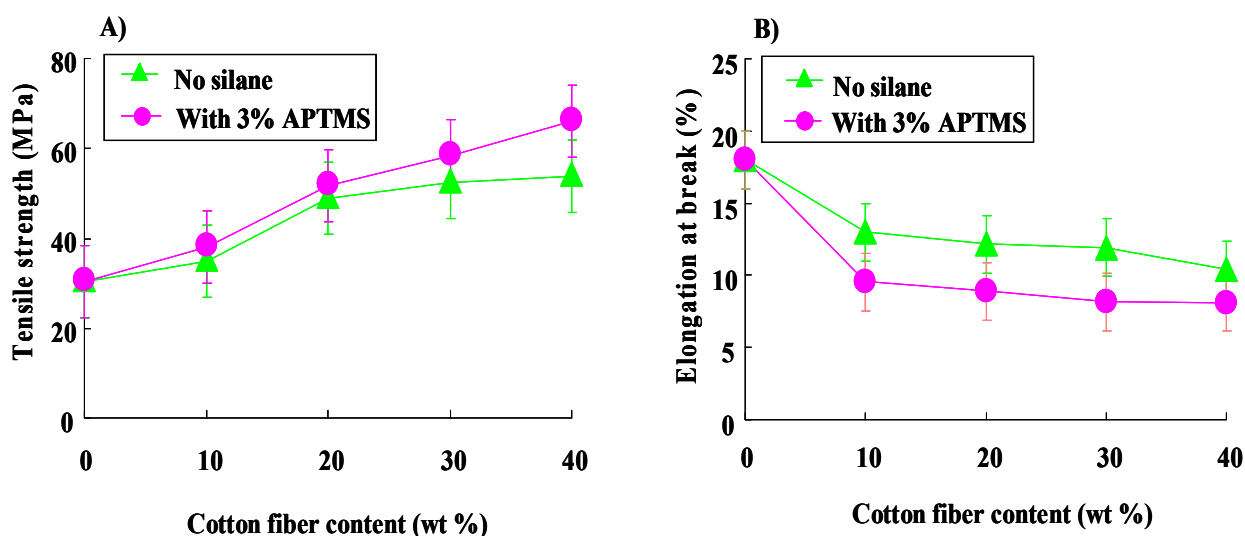 A)
Tensile strength (MPa)
80
60
40
20
0
No silane
With 3% APTMS
0 10 20 30 40
Cotton fiber content (wt %)
B)
Elongation at break (%)
25
20
15
10
5
0
No silane
With 3% APTMS
0 10 20 30 40
Cotton fiber content (wt %)